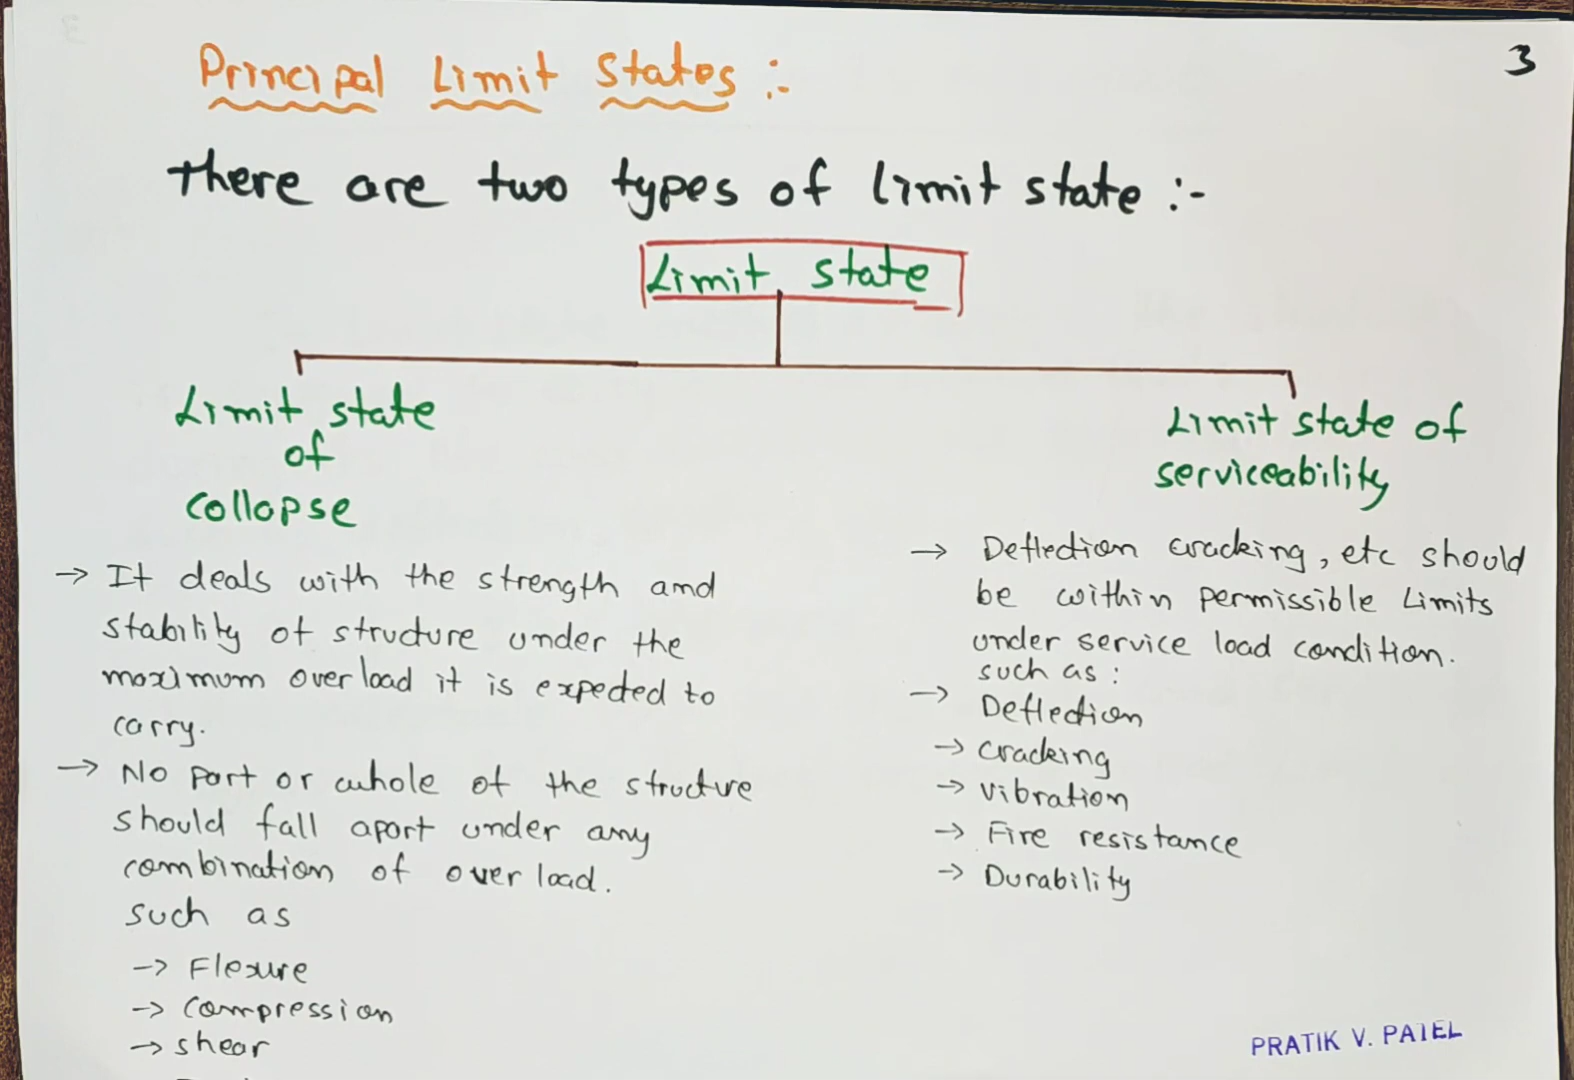 3
Principal Limit States :-
There are two types of limit state :-
Limit state
Limit state
of
collapse
→ It deals with the strength and
stability of structure under the
maximum over load it is expected to
carry.
→ No part or whole of the structure
should fall apart under any
combination of over load.
such as
→ Flexure
→ compression
→ shear
Limit state of
serviceability
→ Deflection cracking, etc should
be within permissible Limits
under service load condition.
such as :
→ Deflection
→ cracking
→ vibration
→ Fire resistance
→ Durability
PRATIK V. PATEL